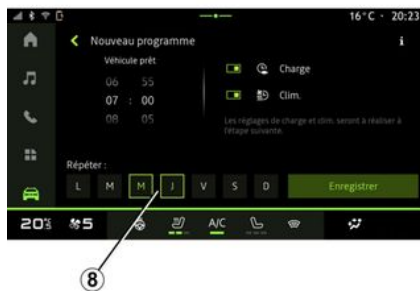 16°C · 20:23
Nouveau programme
i
Véhicule prêt
06 55
07 : 00
08 05
Charge
Clim.
Les réglages de charge et clim. seront à réaliser à
l'étape suivante.
Répéter :
L M M J V S D
Enregistrer
5 A/C
8